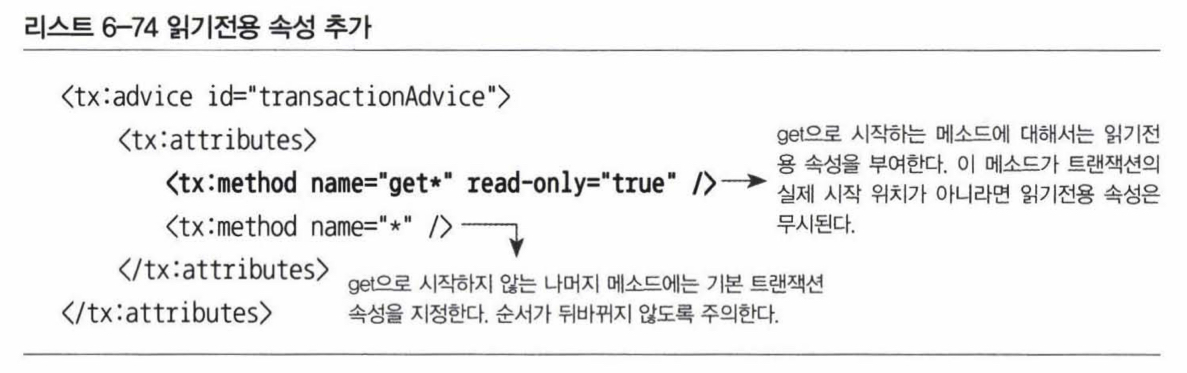 리스트 6-74 읽기전용 속성 추가
<tx:advice id="transactionAdvice">
<tx:attributes>
<tx:method name="get*" read-only="true" />
get으로 시작하는 메소드에 대해서는 읽기전
용 속성을 부여한다. 이 메소드가 트랜잭션의
실제 시작 위치가 아니라면 읽기전용 속성은
무시된다.
<tx:method name="*" />
</tx:attributes>
get으로 시작하지 않는 나머지 메소드에는 기본 트랜잭션
속성을 지정한다. 순서가 뒤바뀌지 않도록 주의한다.
</tx:attributes>